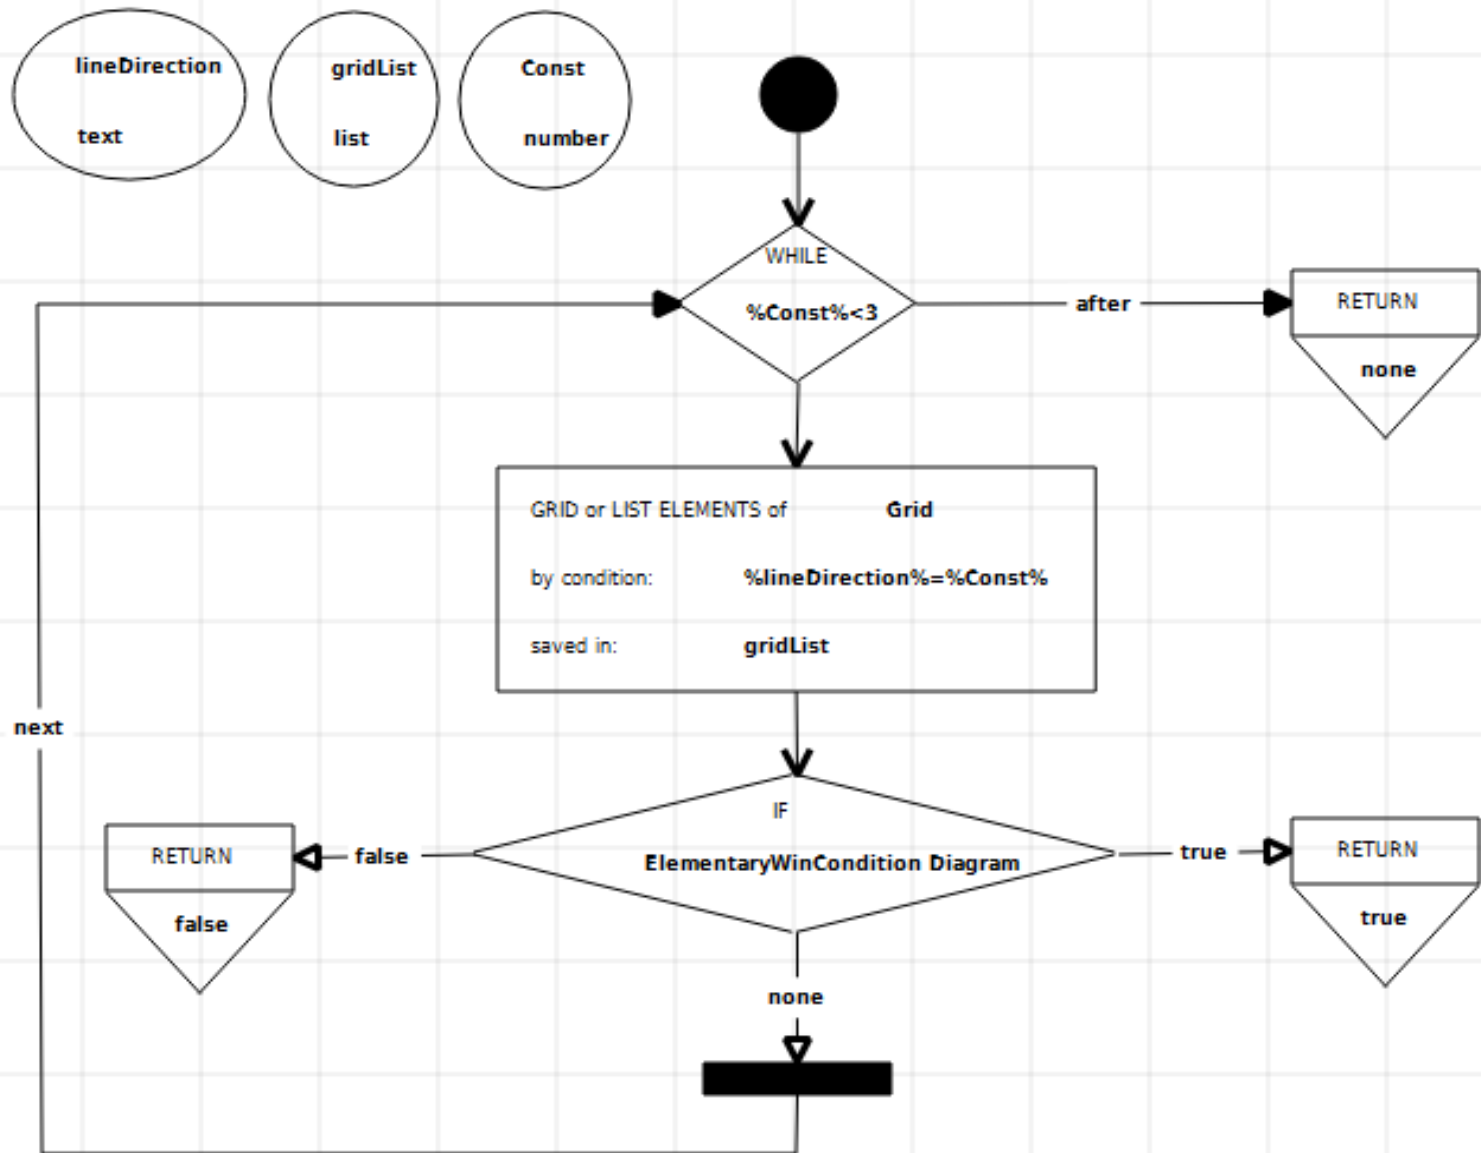 lineDirection
text
gridList
list
Const
number
WHILE
%Const%<3
after
RETURN
none
GRID or LIST ELEMENTS of Grid
by condition: %lineDirection%=%Const%
saved in: gridList
next
IF
ElementaryWinCondition Diagram
false
RETURN
false
true
RETURN
true
none